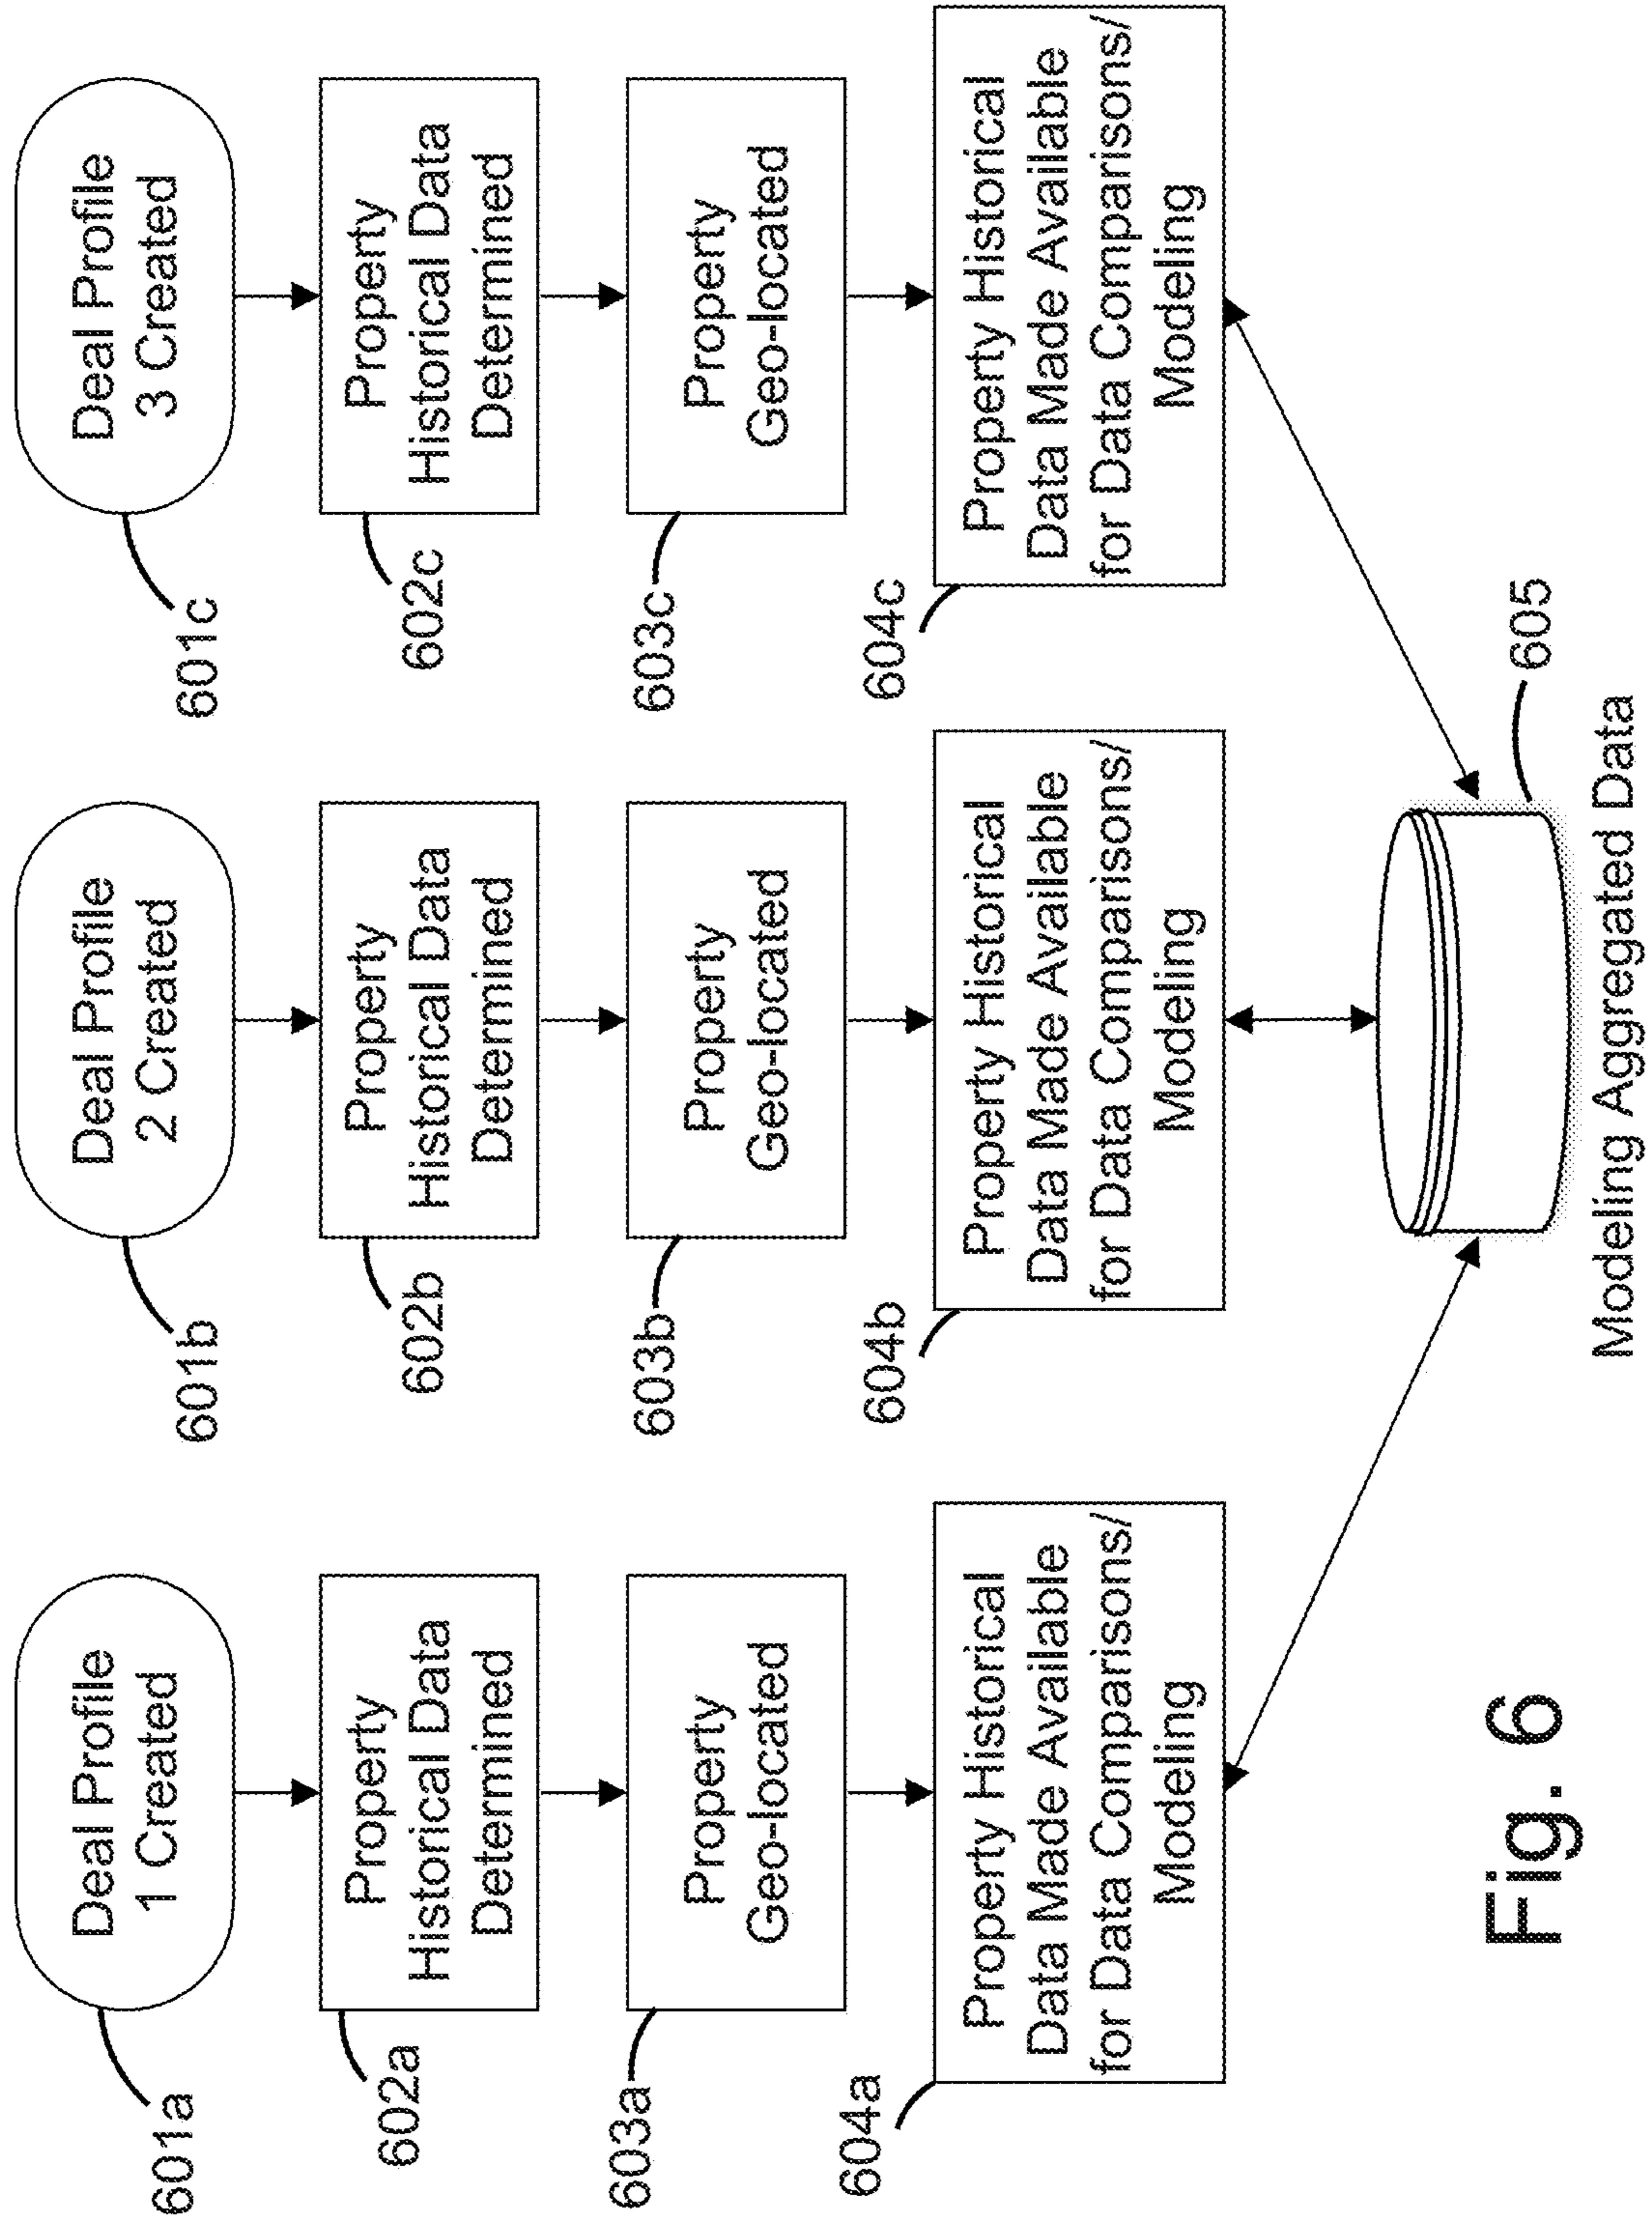 Deal Profile
1 Created
601a
Property
Historical Data
Determined
602a
Property
Geo-located
603a
Property Historical
Data Made Available
for Data Comparisons/
Modeling
604a
Deal Profile
2 Created
601b
Property
Historical Data
Determined
602b
Property
Geo-located
603b
Property Historical
Data Made Available
for Data Comparisons/
Modeling
604b
Deal Profile
3 Created
601c
Property
Historical Data
Determined
602c
Property
Geo-located
603c
Property Historical
Data Made Available
for Data Comparisons/
Modeling
604c
605
Modeling Aggregated Data
Fig. 6